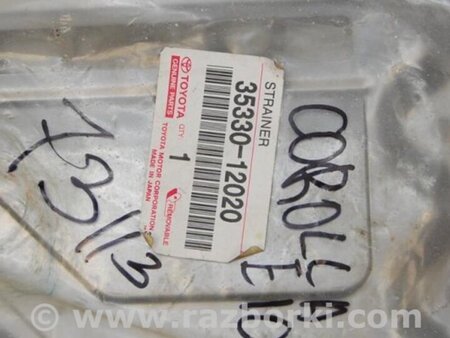 STRAINER
35330-12020
TOYOTA
GENUINE PARTS
QTY.
1
TOYOTA MOTOR CORPORATION
MADE IN JAPAN
REMOVABLE
COROLLA
E10
© www.razborki.com